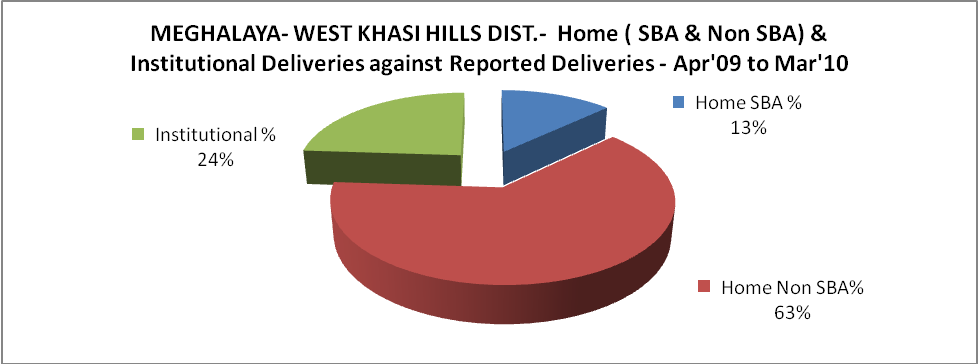 MEGHALAYA- WEST KHASI HILLS DIST.- Home ( SBA & Non SBA) &
Institutional Deliveries against Reported Deliveries - Apr'09 to Mar'10
Home SBA %
13%
Institutional %
24%
Home Non SBA%
63%